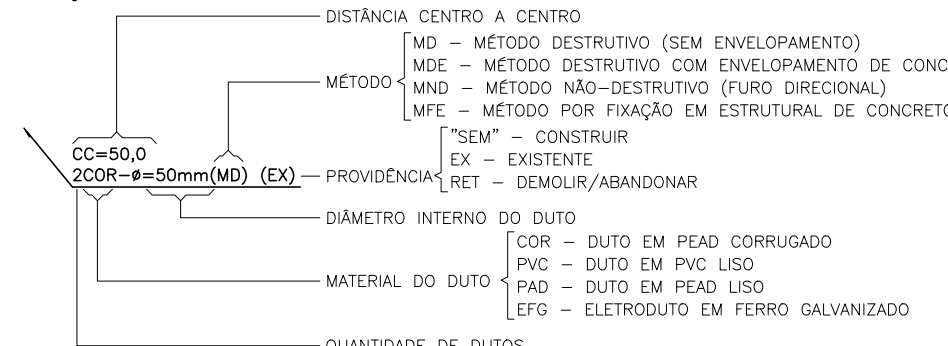 DISTÂNCIA CENTRO A CENTRO
MD – MÉTODO DESTRUTIVO (SEM ENVELOPAMENTO)
MDE – MÉTODO DESTRUTIVO COM ENVELOPAMENTO DE CONC
MÉTODO
MND – MÉTODO NÃO-DESTRUTIVO (FURO DIRECIONAL)
MFE – MÉTODO POR FIXAÇÃO EM ESTRUTURAL DE CONCRETO
"SEM" – CONSTRUIR
CC=50,0
EX – EXISTENTE
2COR-ø=50mm(MD) (EX)
PROVIDÊNCIA
RET – DEMOLIR/ABANDONAR
DIÂMETRO INTERNO DO DUTO
COR – DUTO EM PEAD CORRUGADO
PVC – DUTO EM PVC LISO
MATERIAL DO DUTO
PAD – DUTO EM PEAD LISO
EFG – ELETRODUTO EM FERRO GALVANIZADO
QUANTIDADE DE DUTOS